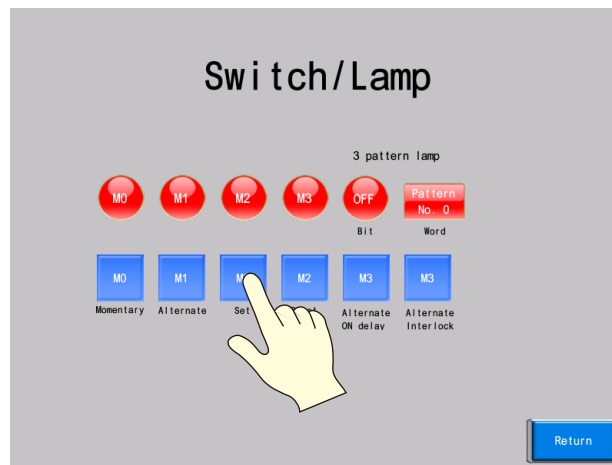 Switch/Lamp
3 pattern lamp
M0 M1 M2 M3 OFF Pattern
No. 0
Bit Word
M0 M1 M2 M3 M3
Momentary Alternate Set Alternate Alternate
ON delay Interlock
Return